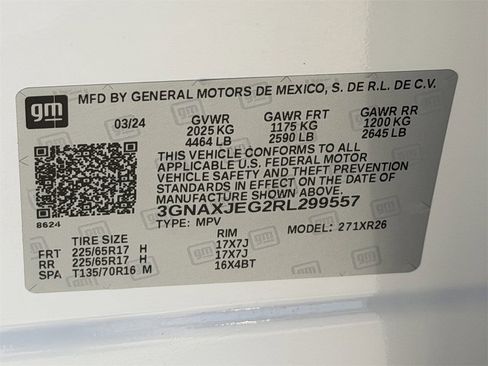 gm
MFD BY GENERAL MOTORS DE MEXICO, S. DE R.L. DE C.V.
03/24 GVWR GAWR FRT GAWR RR
2025 KG 1175 KG 1200 KG
4464 LB 2590 LB 2645 LB
THIS VEHICLE CONFORMS TO ALL
APPLICABLE U.S. FEDERAL MOTOR
VEHICLE SAFETY AND THEFT PREVENTION
STANDARDS IN EFFECT ON THE DATE OF
MANUFACTURE SHOWN ABOVE.
3GNAXJEG2RL299557
8624 TYPE: MPV MODEL: 271XR26
TIRE SIZE RIM
FRT 225/65R17 H 17X7J
RR 225/65R17 H 17X7J
SPA T135/70R16 M 16X4BT